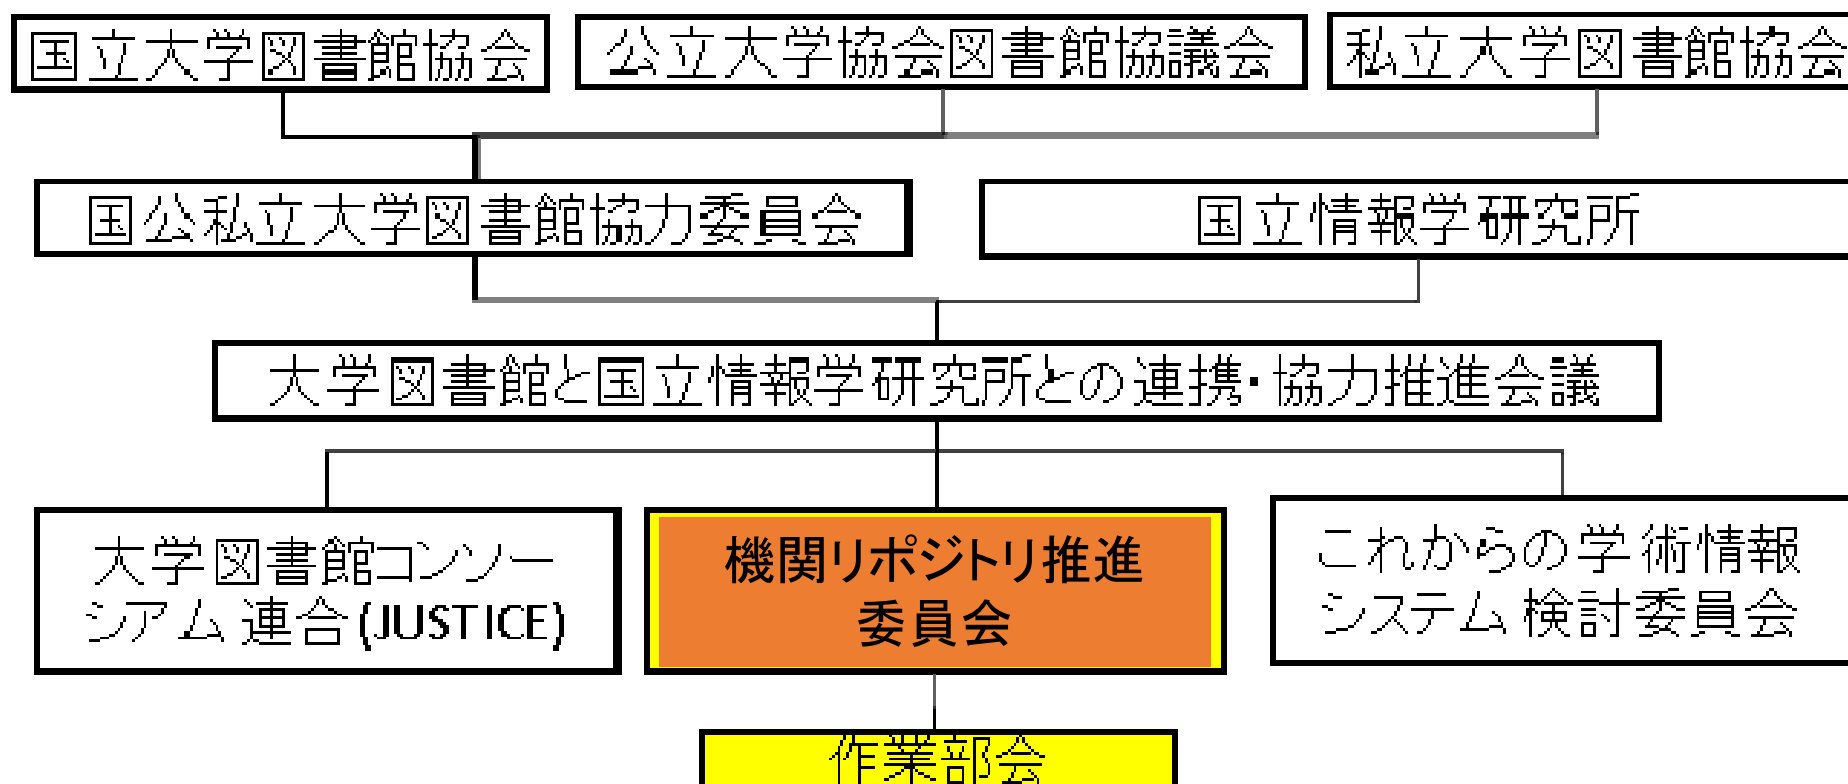 国立大学図書館協会
公立大学協会図書館協議会
私立大学図書館協会
国公私立大学図書館協力委員会
国立情報学研究所
大学図書館と国立情報学研究所との連携・協力推進会議
大学図書館コンソー
シアム連合(JUSTICE)
機関リポジトリ推進
委員会
これからの学術情報
システム検討委員会
作業部会